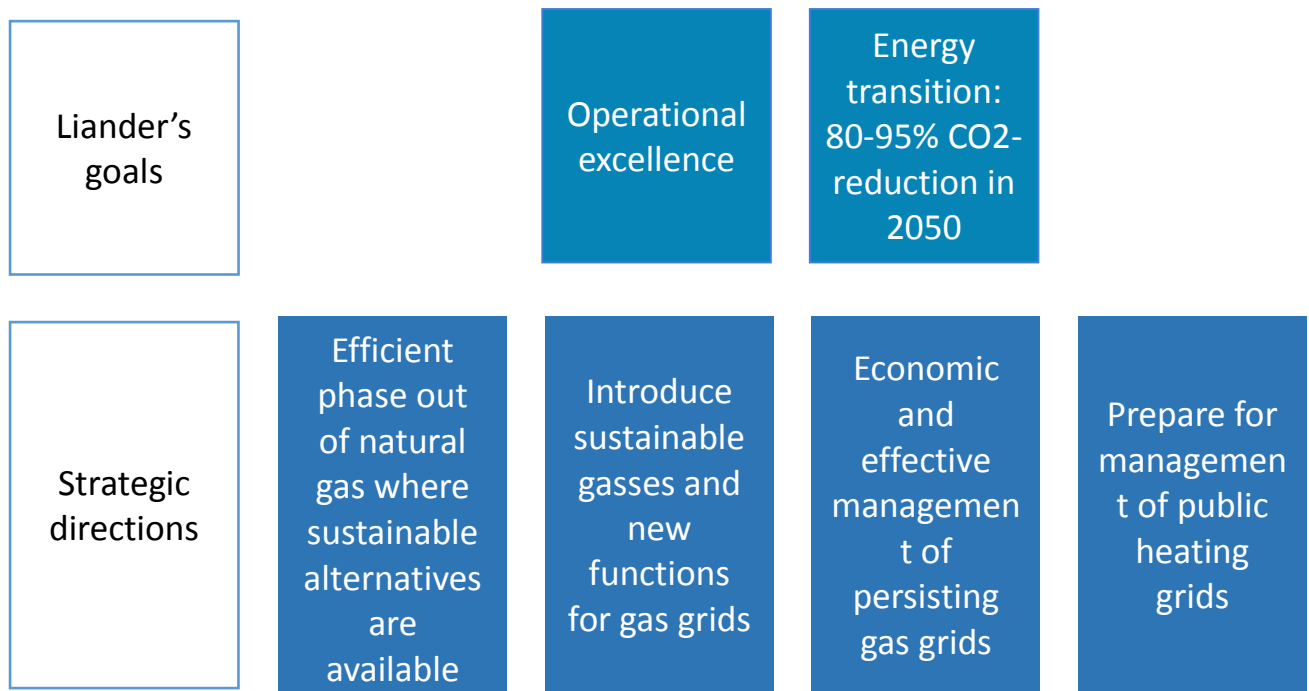 Liander’s
goals
Operational
excellence
Energy
transition:
80-95% CO2-
reduction in
2050
Strategic
directions
Efficient
phase out
of natural
gas where
sustainable
alternatives
are
available
Introduce
sustainable
gasses and
new
functions
for gas grids
Economic
and
effective
managemen
t of
persisting
gas grids
Prepare for
managemen
t of public
heating
grids